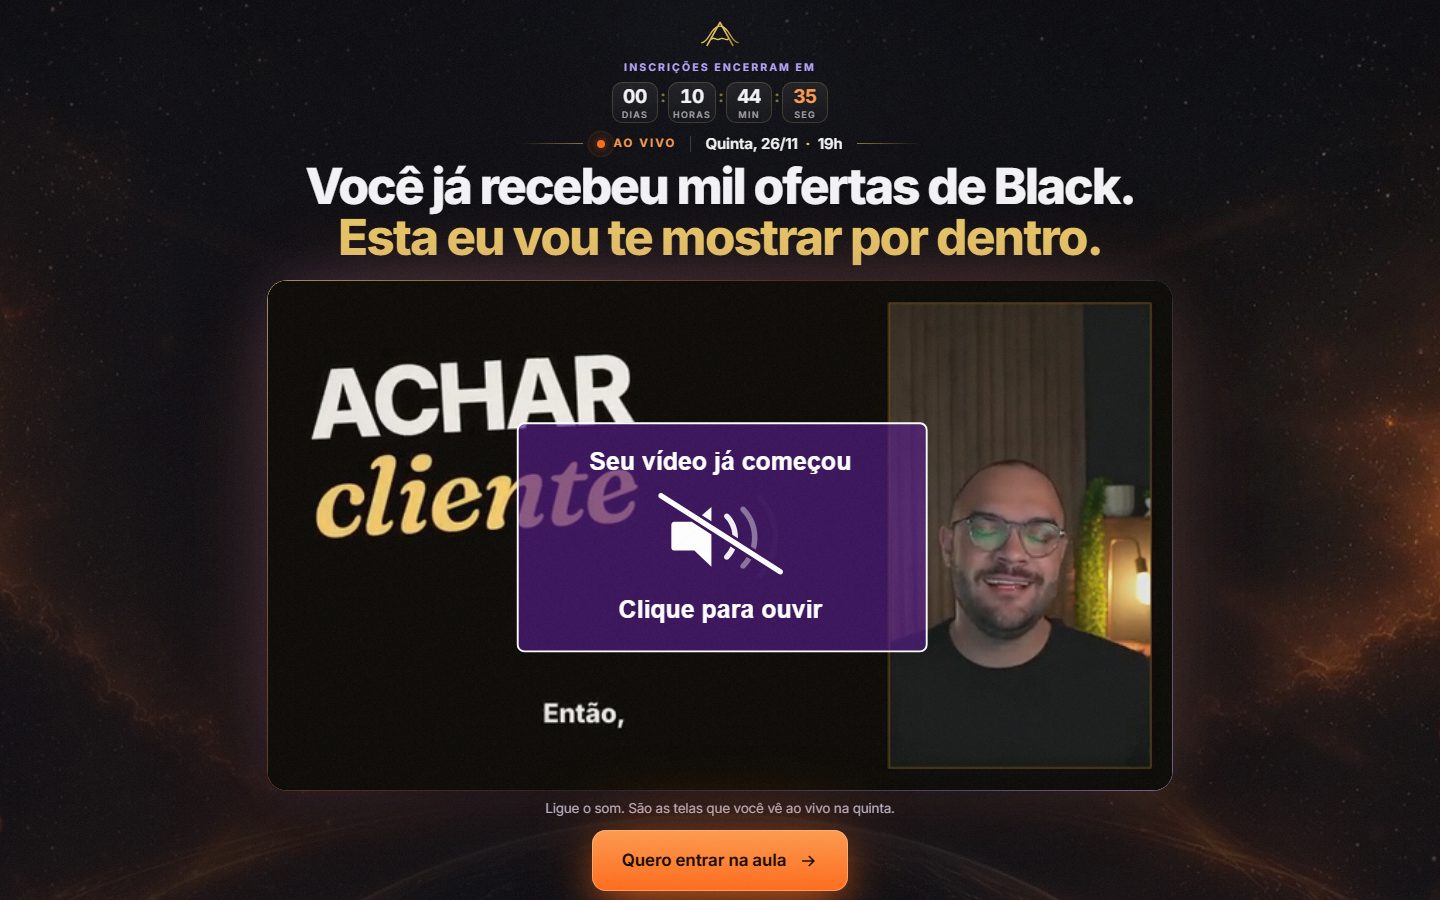 INSCRIÇÕES ENCERRAM EM
00 : 10 : 44 : 35
DIAS HORAS MIN SEG
AO VIVO Quinta, 26/11 · 19h
Você já recebeu mil ofertas de Black.
Esta eu vou te mostrar por dentro.
ACHAR
cliente
Seu vídeo já começou
Clique para ouvir
Então,
Ligue o som. São as telas que você vê ao vivo na quinta.
Quero entrar na aula →